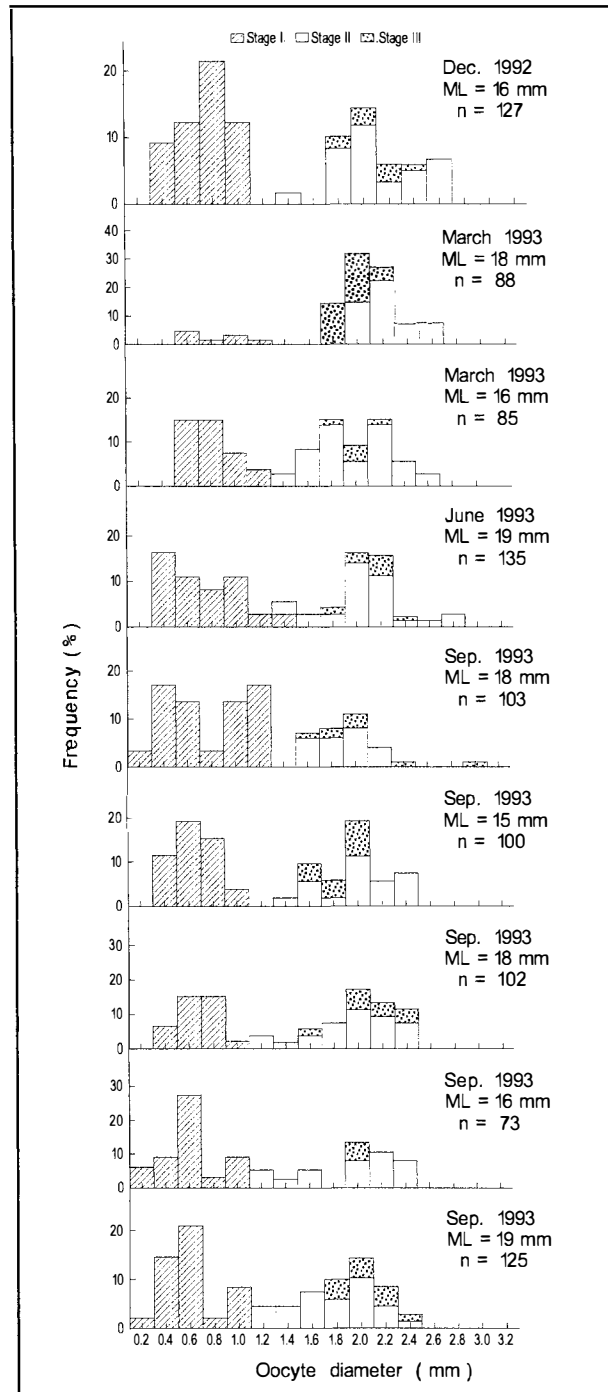 Stage I. Stage II .Stage III
Dec. 1992
ML = 16 mm
n = 127
20
10
0
March 1993
ML = 18 mm
n = 88
40
30
20
10
0
March 1993
ML = 16 mm
n = 85
20
10
0
June 1993
ML = 19 mm
n = 135
20
10
0
Sep. 1993
ML = 18 mm
n = 103
20
10
0
Sep. 1993
ML = 15 mm
n = 100
20
10
0
Sep. 1993
ML = 18 mm
n = 102
30
20
10
0
Sep. 1993
ML = 16 mm
n = 73
30
20
10
0
Sep. 1993
ML = 19 mm
n = 125
20
10
0
Frequency (%)
0.2 0.4 0.6 0.8 1.0 1.2 1.4 1.6 1.8 2.0 2.2 2.4 2.6 2.8 3.0 3.2
Oocyte diameter ( mm )